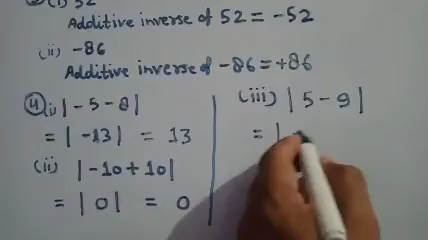 (i) 52
Additive inverse of 52 = -52
(ii) -86
Additive inverse of -86 = +86
4 (i) |-5-8|
= |-13| = 13
(ii) |-10+10|
= |0| = 0
(iii) |5-9|
= |